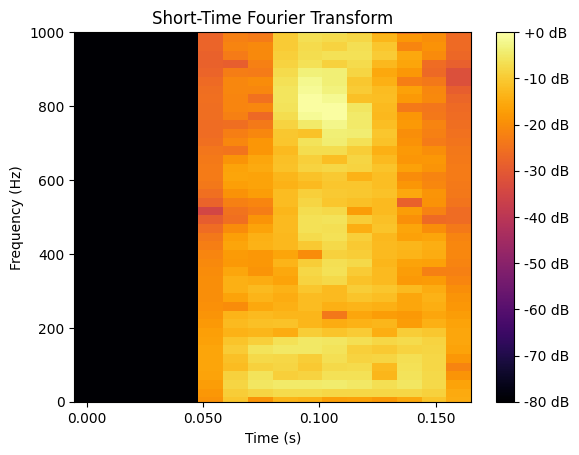 Short-Time Fourier Transform
Frequency (Hz)
1000
800
600
400
200
0
0.000
0.050
0.100
0.150
Time (s)
+0 dB
-10 dB
-20 dB
-30 dB
-40 dB
-50 dB
-60 dB
-70 dB
-80 dB